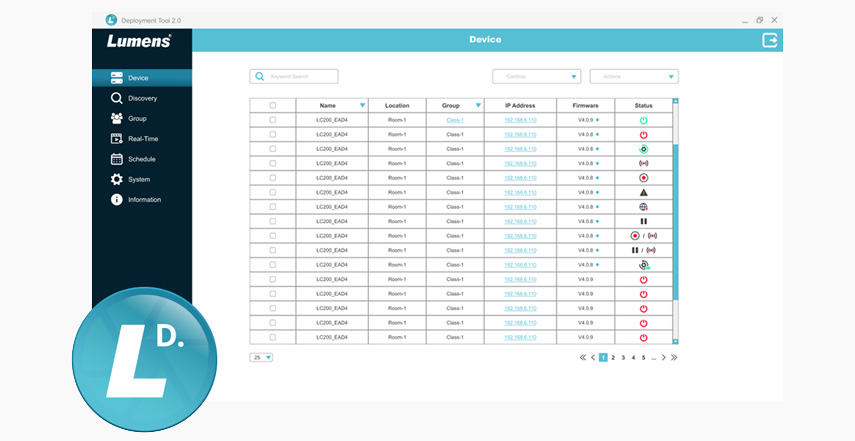 Deployment Tool 2.0
Lumens
Device
Device
Discovery
Group
Real-Time
Schedule
System
Information
Keyword Search
Controls
Actions
Name Location Group IP Address Firmware Status
LC200_EAD4 Room-1 Class-1 192.168.6.110 V4.0.9
LC200_EAD4 Room-1 Class-1 192.168.6.110 V4.0.8
LC200_EAD4 Room-1 Class-1 192.168.6.110 V4.0.8
LC200_EAD4 Room-1 Class-1 192.168.6.110 V4.0.8
LC200_EAD4 Room-1 Class-1 192.168.6.110 V4.0.8
LC200_EAD4 Room-1 Class-1 192.168.6.110 V4.0.8
LC200_EAD4 Room-1 Class-1 192.168.6.110 V4.0.8
LC200_EAD4 Room-1 Class-1 192.168.6.110 V4.0.8
LC200_EAD4 Room-1 Class-1 192.168.6.110 V4.0.8 /
LC200_EAD4 Room-1 Class-1 192.168.6.110 V4.0.8 /
LC200_EAD4 Room-1 Class-1 192.168.6.110 V4.0.8
LC200_EAD4 Room-1 Class-1 192.168.6.110 V4.0.9
LC200_EAD4 Room-1 Class-1 192.168.6.110 V4.0.9
LC200_EAD4 Room-1 Class-1 192.168.6.110 V4.0.9
LC200_EAD4 Room-1 Class-1 192.168.6.110 V4.0.9
LC200_EAD4 Room-1 Class-1 192.168.6.110 V4.0.9
25
1 2 3 4 5 ...
L D.